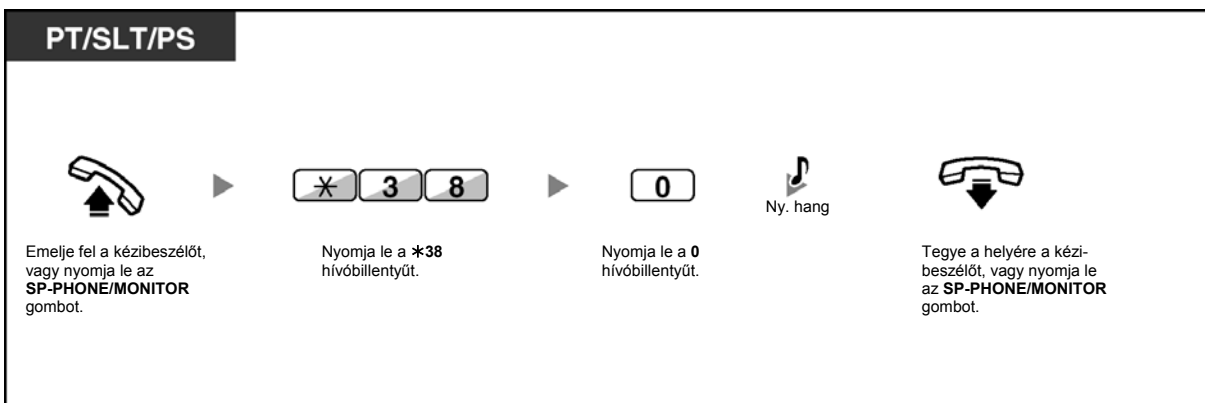 PT/SLT/PS
✳ 3 8
0
Ny. hang
Emelje fel a kézibeszélőt,
vagy nyomja le az
SP-PHONE/MONITOR
gombot.
Nyomja le a ✳38
hívóbillentyűt.
Nyomja le a 0
hívóbillentyűt.
Tegye a helyére a kézi-
beszélőt, vagy nyomja le
az SP-PHONE/MONITOR
gombot.